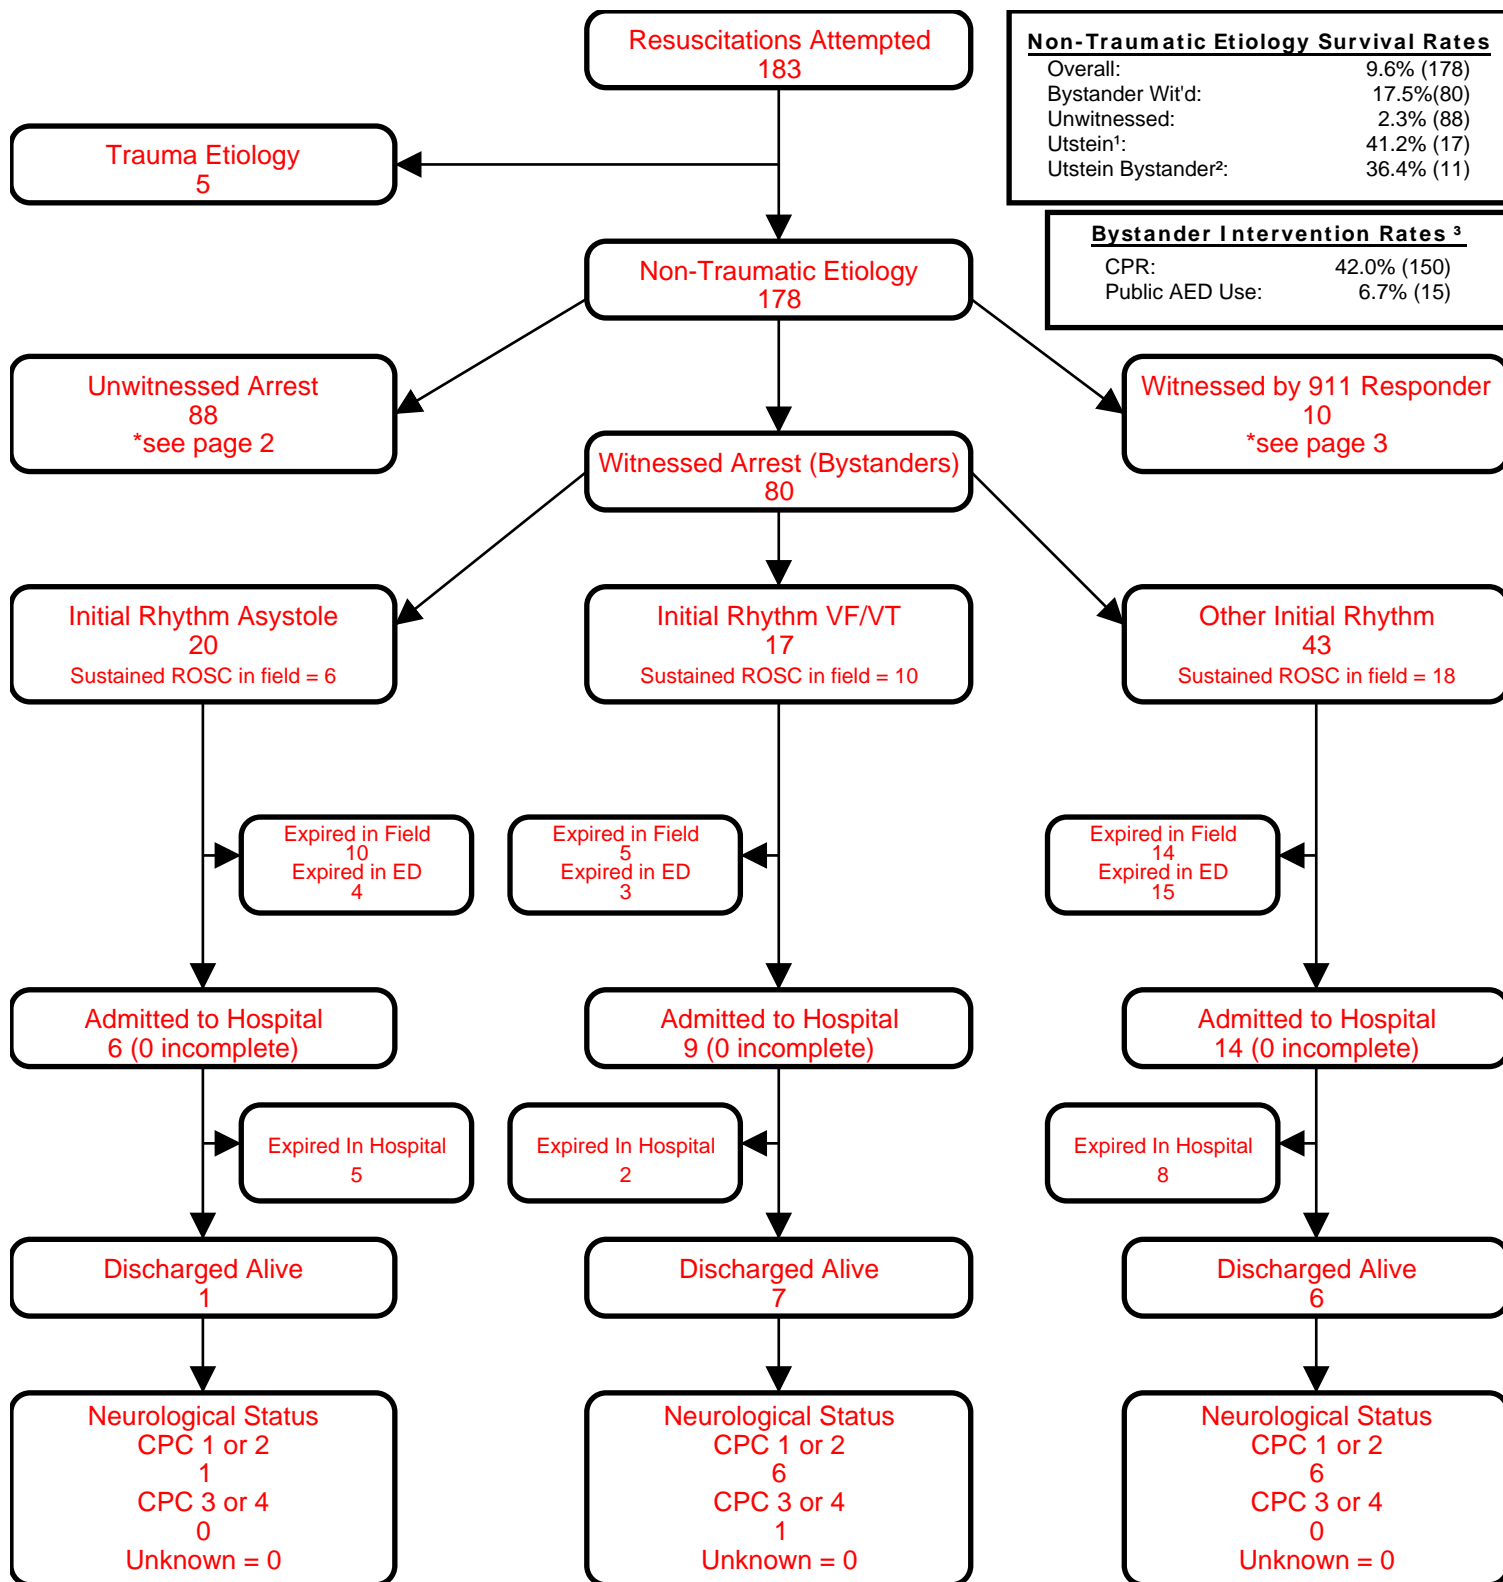 Resuscitations Attempted
183
Non-Traumatic Etiology Survival Rates
Overall: 9.6% (178)
Bystander Wit'd: 17.5%(80)
Unwitnessed: 2.3% (88)
Utstein¹: 41.2% (17)
Utstein Bystander²: 36.4% (11)
Trauma Etiology
5
Bystander Intervention Rates ³
CPR: 42.0% (150)
Public AED Use: 6.7% (15)
Non-Traumatic Etiology
178
Unwitnessed Arrest
88
*see page 2
Witnessed Arrest (Bystanders)
80
Witnessed by 911 Responder
10
*see page 3
Initial Rhythm Asystole
20
Sustained ROSC in field = 6
Initial Rhythm VF/VT
17
Sustained ROSC in field = 10
Other Initial Rhythm
43
Sustained ROSC in field = 18
Expired in Field
10
Expired in ED
4
Expired in Field
5
Expired in ED
3
Expired in Field
14
Expired in ED
15
Admitted to Hospital
6 (0 incomplete)
Admitted to Hospital
9 (0 incomplete)
Admitted to Hospital
14 (0 incomplete)
Expired In Hospital
5
Expired In Hospital
2
Expired In Hospital
8
Discharged Alive
1
Discharged Alive
7
Discharged Alive
6
Neurological Status
CPC 1 or 2
1
CPC 3 or 4
0
Unknown = 0
Neurological Status
CPC 1 or 2
6
CPC 3 or 4
1
Unknown = 0
Neurological Status
CPC 1 or 2
6
CPC 3 or 4
0
Unknown = 0